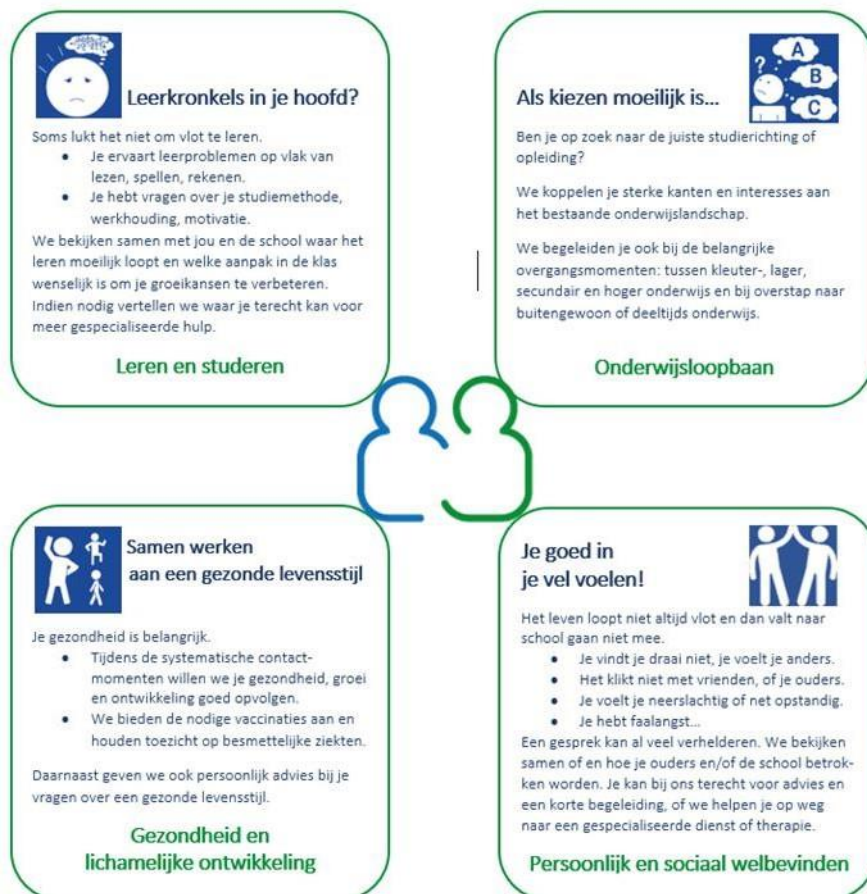 Leerkronkels in je hoofd?
Soms lukt het niet om vlot te leren.
• Je ervaart leerproblemen op vlak van
lezen, spellen, rekenen.
• Je hebt vragen over je studiemethode,
werkhouding, motivatie.
We bekijken samen met jou en de school waar het
leren moeilijk loopt en welke aanpak in de klas
wenselijk is om je groeikansen te verbeteren.
Indien nodig vertellen we waar je terecht kan voor
meer gespecialiseerde hulp.
Leren en studeren
A
?
B
C
Als kiezen moeilijk is...
Ben je op zoek naar de juiste studierichting of
opleiding?
We koppelen je sterke kanten en interesses aan
het bestaande onderwijslandschap.
We begeleiden je ook bij de belangrijke
overgangsmomenten: tussen kleuter-, lager,
secundair en hoger onderwijs en bij overstap naar
buitengewoon of deeltijds onderwijs.
Onderwijsloopbaan
Samen werken
aan een gezonde levensstijl
Je gezondheid is belangrijk.
• Tijdens de systematische contact-
momenten willen we je gezondheid, groei
en ontwikkeling goed opvolgen.
• We bieden de nodige vaccinaties aan en
houden toezicht op besmettelijke ziekten.
Daarnaast geven we ook persoonlijk advies bij je
vragen over een gezonde levensstijl.
Gezondheid en
lichamelijke ontwikkeling
Je goed in
je vel voelen!
Het leven loopt niet altijd vlot en dan valt naar
school gaan niet mee.
• Je vindt je draai niet, je voelt je anders.
• Het klikt niet met vrienden, of je ouders.
• Je voelt je neerslachtig of net opstandig.
• Je hebt faalangst...
Een gesprek kan al veel verhelderen. We bekijken
samen of en hoe je ouders en/of de school betrok-
ken worden. Je kan bij ons terecht voor advies en
een korte begeleiding, of we helpen je op weg
naar een gespecialiseerde dienst of therapie.
Persoonlijk en sociaal welbevinden